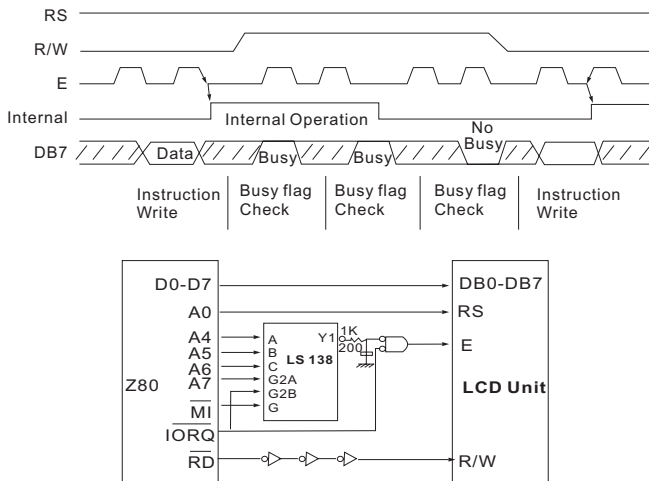 RS
R/W
E
Internal
Internal Operation
No
Busy
DB7
Data
Busy
Busy
Instruction
Write
Busy flag
Check
Busy flag
Check
Busy flag
Check
Instruction
Write
D0-D7
DB0-DB7
A0
RS
A4
A
Y1
1K
A5
B
200
E
A6
C
LS 138
A7
G2A
Z80
G2B
LCD Unit
MI
G
IORQ
RD
R/W